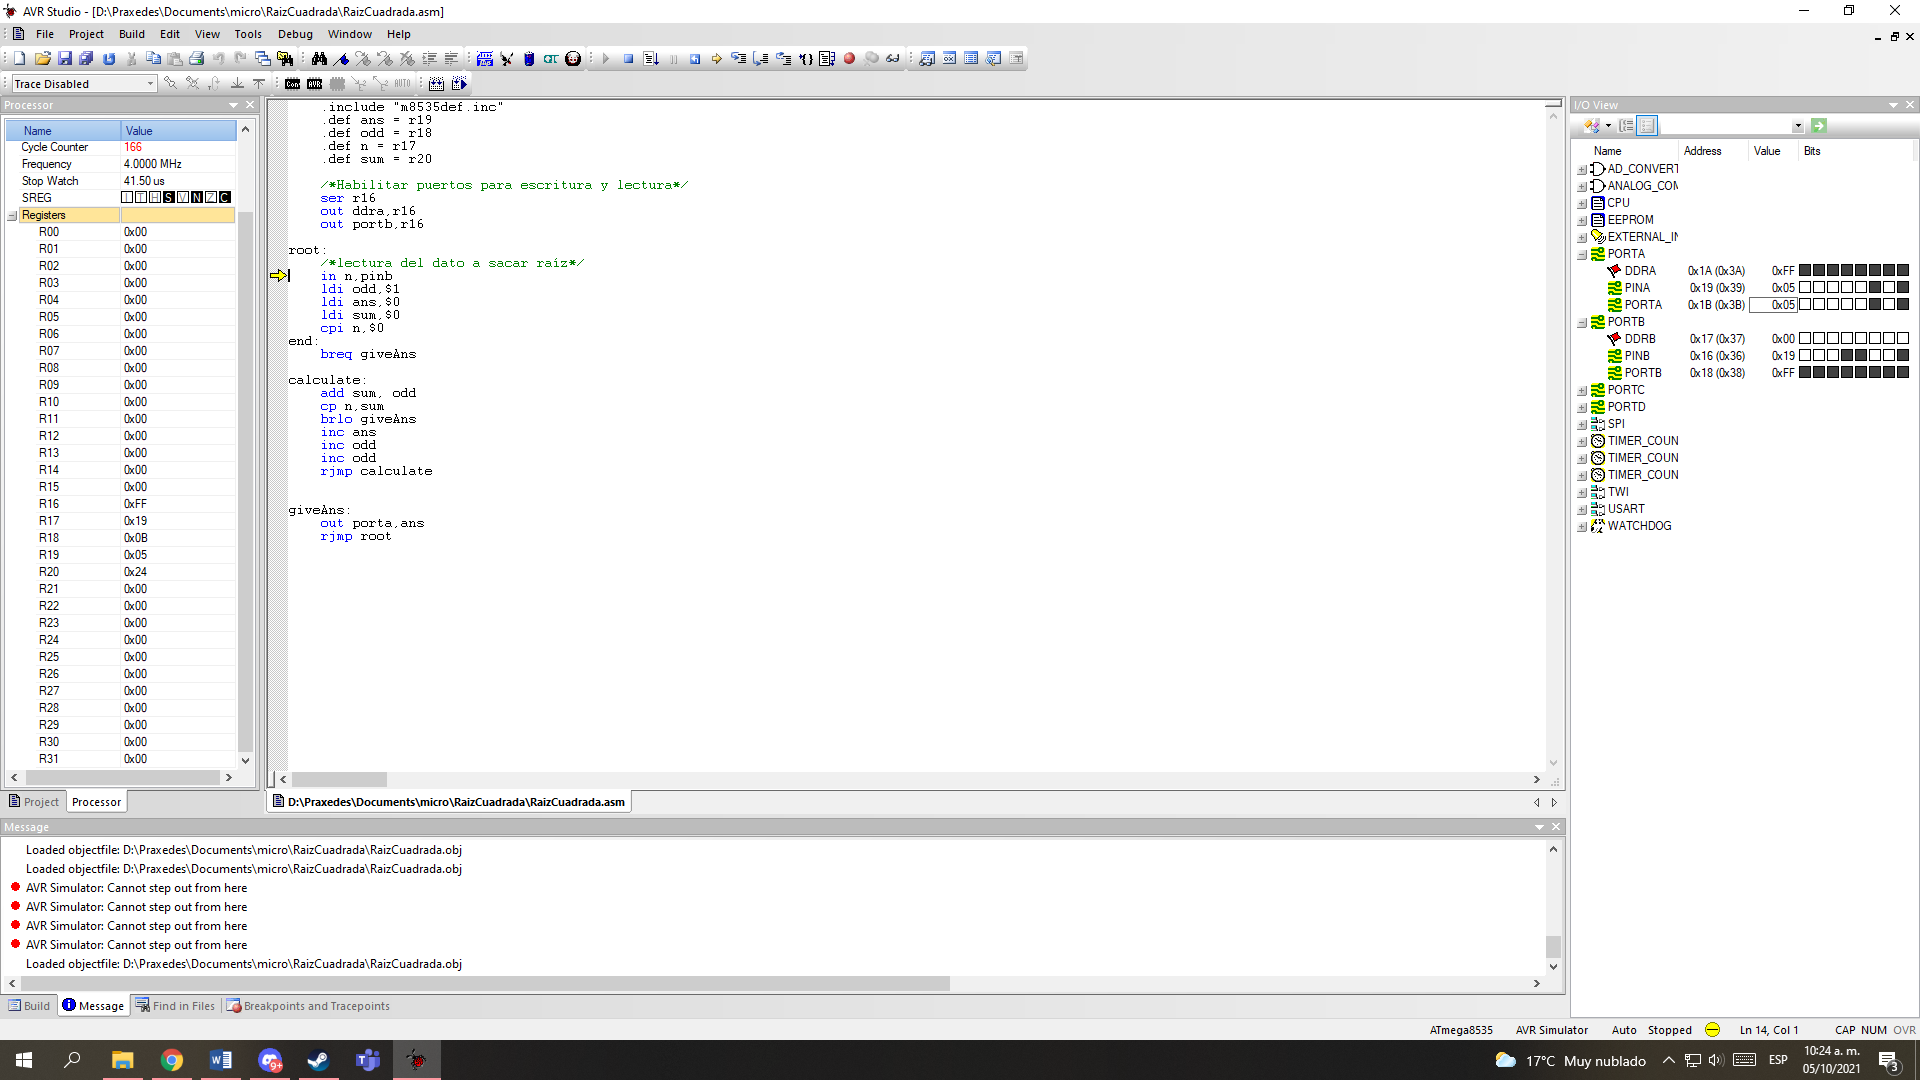 AVR Studio - [D:\Praxedes\Documents\micro\RaizCuadrada\RaizCuadrada.asm]
File Project Build Edit View Tools Debug Window Help
Trace Disabled
AUTO
Processor
Name Value
Cycle Counter 166
Frequency 4.0000 MHz
Stop Watch 41.50 us
SREG I T H S V N Z C
Registers
R00 0x00
R01 0x00
R02 0x00
R03 0x00
R04 0x00
R05 0x00
R06 0x00
R07 0x00
R08 0x00
R09 0x00
R10 0x00
R11 0x00
R12 0x00
R13 0x00
R14 0x00
R15 0x00
R16 0xFF
R17 0x19
R18 0x0B
R19 0x05
R20 0x24
R21 0x00
R22 0x00
R23 0x00
R24 0x00
R25 0x00
R26 0x00
R27 0x00
R28 0x00
R29 0x00
R30 0x00
R31 0x00
Project Processor
.include "m8535def.inc"
.def ans = r19
.def odd = r18
.def n = r17
.def sum = r20
/*Habilitar puertos para escritura y lectura*/
ser r16
out ddra,r16
out portb,r16
root:
/*lectura del dato a sacar raíz*/
in n,pinb
ldi odd,$1
ldi ans,$0
ldi sum,$0
cpi n,$0
end:
breq giveAns
calculate:
add sum, odd
cp n,sum
brlo giveAns
inc ans
inc odd
inc odd
rjmp calculate
giveAns:
out porta,ans
rjmp root
D:\Praxedes\Documents\micro\RaizCuadrada\RaizCuadrada.asm
I/O View
Name Address Value Bits
AD_CONVERT
ANALOG_CON
CPU
EEPROM
EXTERNAL_IN
PORTA
DDRA 0x1A (0x3A) 0xFF
PINA 0x19 (0x39) 0x05
PORTA 0x1B (0x3B) 0x05
PORTB
DDRB 0x17 (0x37) 0x00
PINB 0x16 (0x36) 0x19
PORTB 0x18 (0x38) 0xFF
PORTC
PORTD
SPI
TIMER_COUN
TIMER_COUN
TIMER_COUN
TWI
USART
WATCHDOG
Message
Loaded objectfile: D:\Praxedes\Documents\micro\RaizCuadrada\RaizCuadrada.obj
Loaded objectfile: D:\Praxedes\Documents\micro\RaizCuadrada\RaizCuadrada.obj
AVR Simulator: Cannot step out from here
AVR Simulator: Cannot step out from here
AVR Simulator: Cannot step out from here
AVR Simulator: Cannot step out from here
Loaded objectfile: D:\Praxedes\Documents\micro\RaizCuadrada\RaizCuadrada.obj
Build Message Find in Files Breakpoints and Tracepoints
ATmega8535 AVR Simulator Auto Stopped Ln 14, Col 1 CAP NUM OVR
17°C Muy nublado ESP 10:24 a. m.
05/10/2021
3